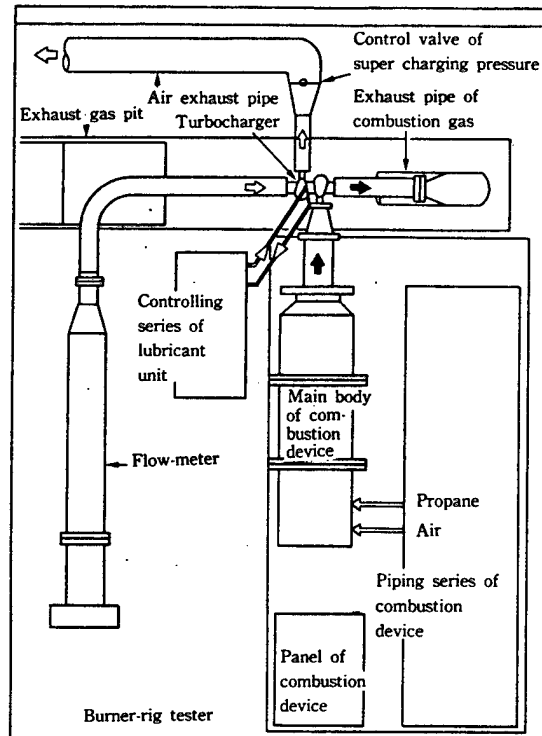 Control valve of
super charging pressure
Air exhaust pipe
Turbocharger
Exhaust gas pit
Exhaust pipe of
combustion gas
Controlling series of
lubricant
unit
Main body
of com-
bustion
device
Flow-meter
Propane
Air
Piping series of
combustion
device
Panel of
combustion
device
Burner-rig tester